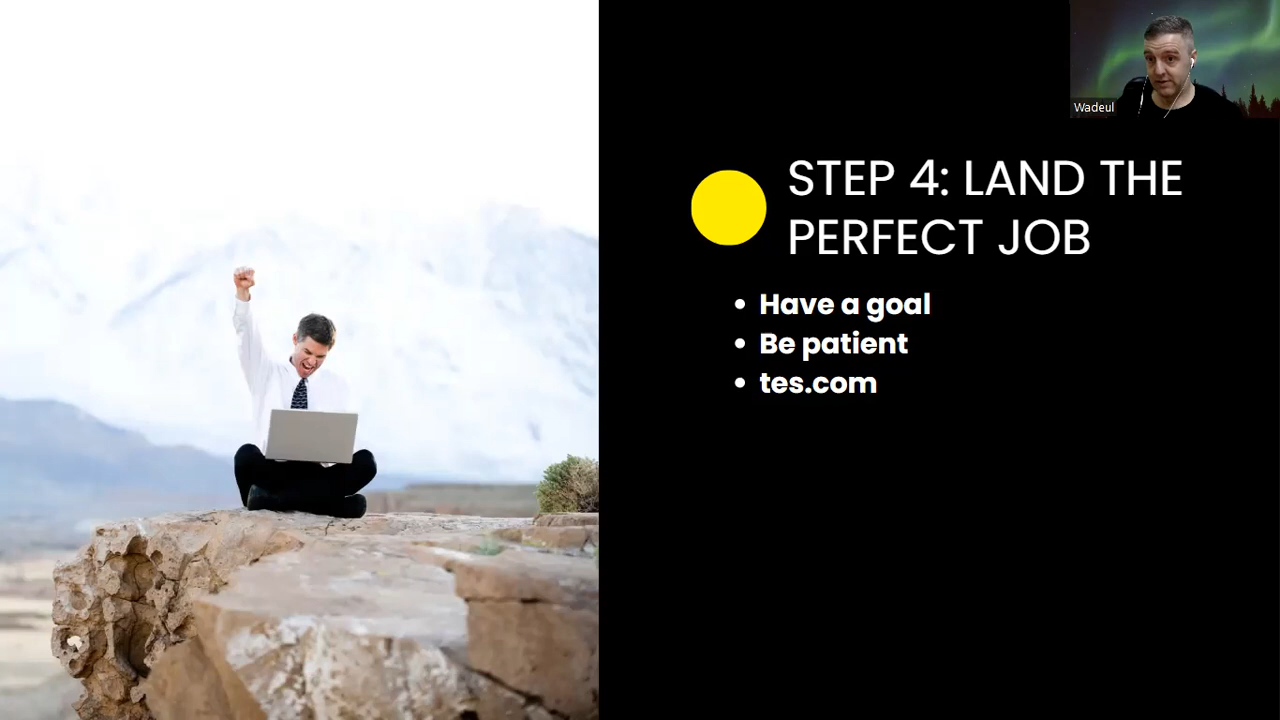 Wadeul
STEP 4: LAND THE
PERFECT JOB
• Have a goal
• Be patient
• tes.com